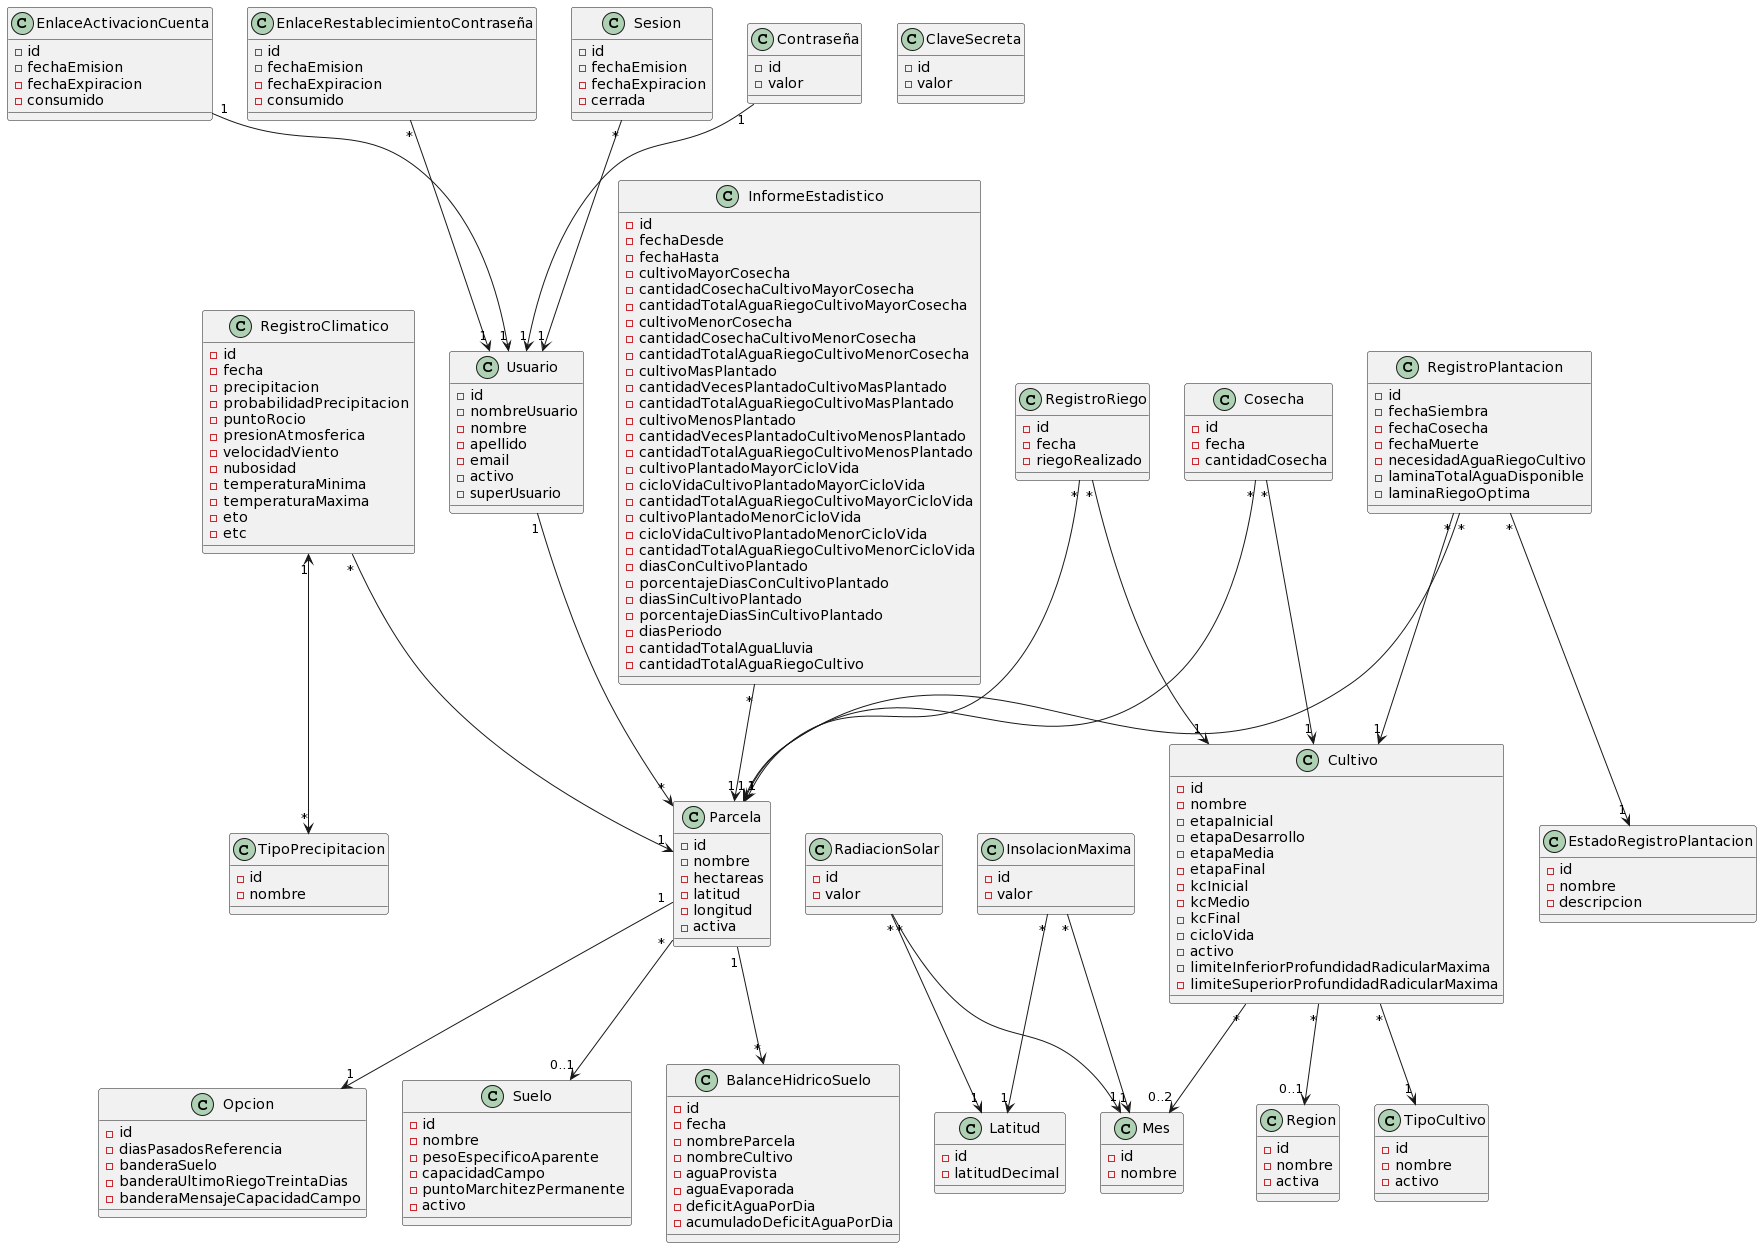 C EnlaceActivacionCuenta
id
fechaEmision
fechaExpiracion
consumido
1
C EnlaceRestablecimientoContraseña
id
fechaEmision
fechaExpiracion
consumido
*
C Sesion
id
fechaEmision
fechaExpiracion
cerrada
*
C Contraseña
id
valor
1
C ClaveSecreta
id
valor
C InformeEstadistico
id
fechaDesde
fechaHasta
cultivoMayorCosecha
cantidadCosechaCultivoMayorCosecha
cantidadTotalAguaRiegoCultivoMayorCosecha
cultivoMenorCosecha
cantidadCosechaCultivoMenorCosecha
cantidadTotalAguaRiegoCultivoMenorCosecha
cultivoMasPlantado
cantidadVecesPlantadoCultivoMasPlantado
cantidadTotalAguaRiegoCultivoMasPlantado
cultivoMenosPlantado
cantidadVecesPlantadoCultivoMenosPlantado
cantidadTotalAguaRiegoCultivoMenosPlantado
cultivoPlantadoMayorCicloVida
cicloVidaCultivoPlantadoMayorCicloVida
cantidadTotalAguaRiegoCultivoMayorCicloVida
cultivoPlantadoMenorCicloVida
cicloVidaCultivoPlantadoMenorCicloVida
cantidadTotalAguaRiegoCultivoMenorCicloVida
diasConCultivoPlantado
porcentajeDiasConCultivoPlantado
diasSinCultivoPlantado
porcentajeDiasSinCultivoPlantado
diasPeriodo
cantidadTotalAguaLluvia
cantidadTotalAguaRiegoCultivo
*
C RegistroClimatico
id
fecha
precipitacion
probabilidadPrecipitacion
puntoRocio
presionAtmosferica
velocidadViento
nubosidad
temperaturaMinima
temperaturaMaxima
eto
etc
1 *
1 1 1 1
C Usuario
id
nombreUsuario
nombre
apellido
email
activo
superUsuario
1
C RegistroRiego
id
fecha
riegoRealizado
* *
C Cosecha
id
fecha
cantidadCosecha
* *
C RegistroPlantacion
id
fechaSiembra
fechaCosecha
fechaMuerte
necesidadAguaRiegoCultivo
laminaTotalAguaDisponible
laminaRiegoOptima
* * *
*
C TipoPrecipitacion
id
nombre
* 1 1
1
C Parcela
id
nombre
hectareas
latitud
longitud
activa
1
*
1
C RadiacionSolar
id
valor
* *
C InsolacionMaxima
id
valor
* *
1 1 1
C Cultivo
id
nombre
etapaInicial
etapaDesarrollo
etapaMedia
etapaFinal
kcInicial
kcMedio
kcFinal
cicloVida
activo
limiteInferiorProfundidadRadicularMaxima
limiteSuperiorProfundidadRadicularMaxima
* * *
1
C EstadoRegistroPlantacion
id
nombre
descripcion
1
C Opcion
id
diasPasadosReferencia
banderaSuelo
banderaUltimoRiegoTreintaDias
banderaMensajeCapacidadCampo
0..1
C Suelo
id
nombre
pesoEspecificoAparente
capacidadCampo
puntoMarchitezPermanente
activo
*
C BalanceHidricoSuelo
id
fecha
nombreParcela
nombreCultivo
aguaProvista
aguaEvaporada
deficitAguaPorDia
acumuladoDeficitAguaPorDia
1 1
C Latitud
id
latitudDecimal
1 1 0..2
C Mes
id
nombre
0..1
C Region
id
nombre
activa
1
C TipoCultivo
id
nombre
activo